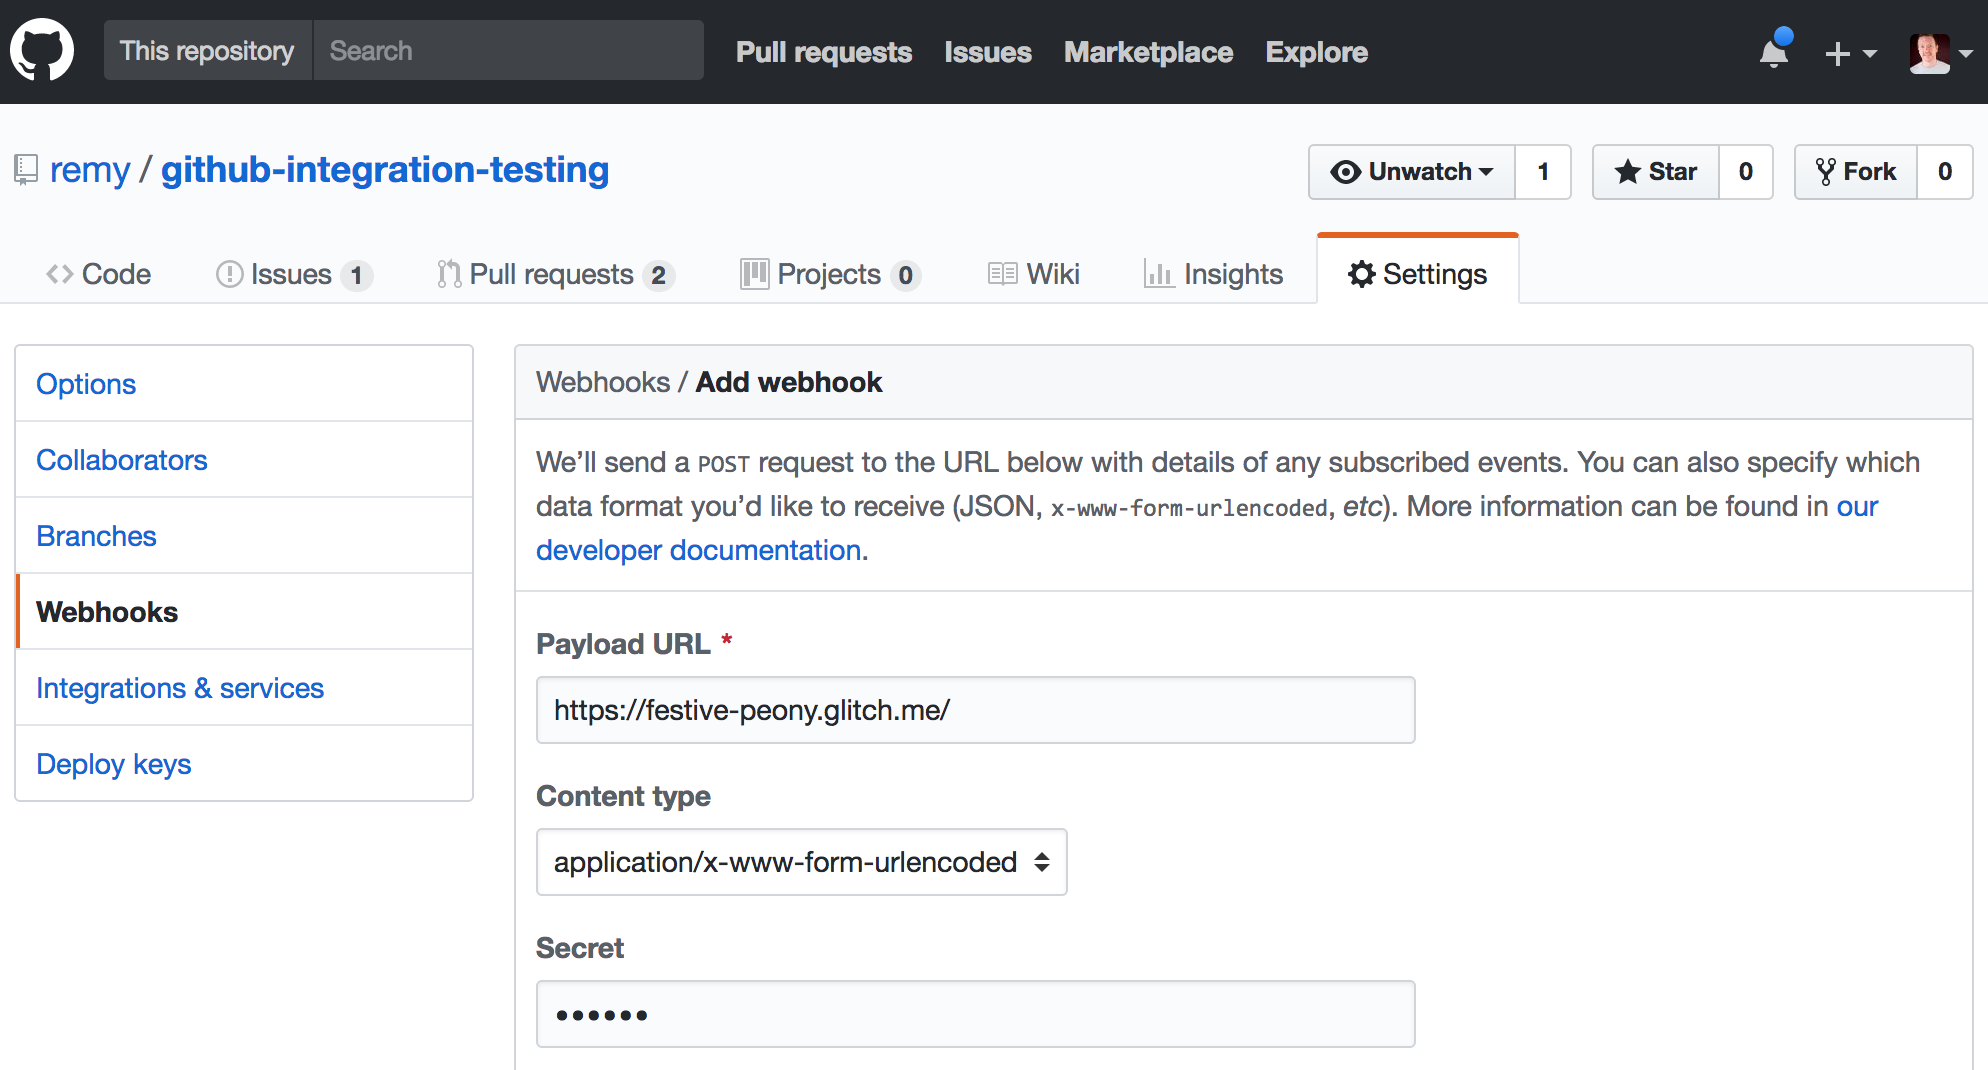 This repository Search Pull requests Issues Marketplace Explore
remy / github-integration-testing Unwatch 1 Star 0 Fork 0
Code Issues 1 Pull requests 2 Projects 0 Wiki Insights Settings
Options
Collaborators
Branches
Webhooks
Integrations & services
Deploy keys
Webhooks / Add webhook
We’ll send a POST request to the URL below with details of any subscribed events. You can also specify which
data format you’d like to receive (JSON, x-www-form-urlencoded, etc). More information can be found in our
developer documentation.
Payload URL *
https://festive-peony.glitch.me/
Content type
application/x-www-form-urlencoded
Secret
••••••